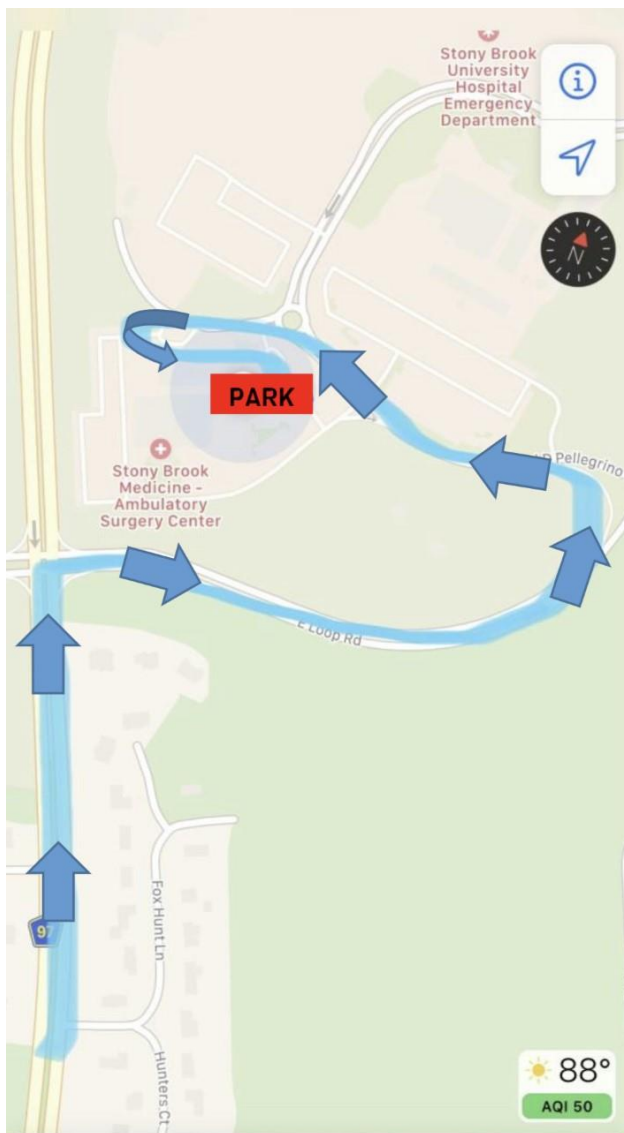 Stony Brook
University
Hospital
Emergency
Department
N
PARK
Stony Brook
Medicine -
Ambulatory
Surgery Center
D Pellegrino
E Loop Rd
97
Fox Hunt Ln
Hunters Ct
88°
AQI 50